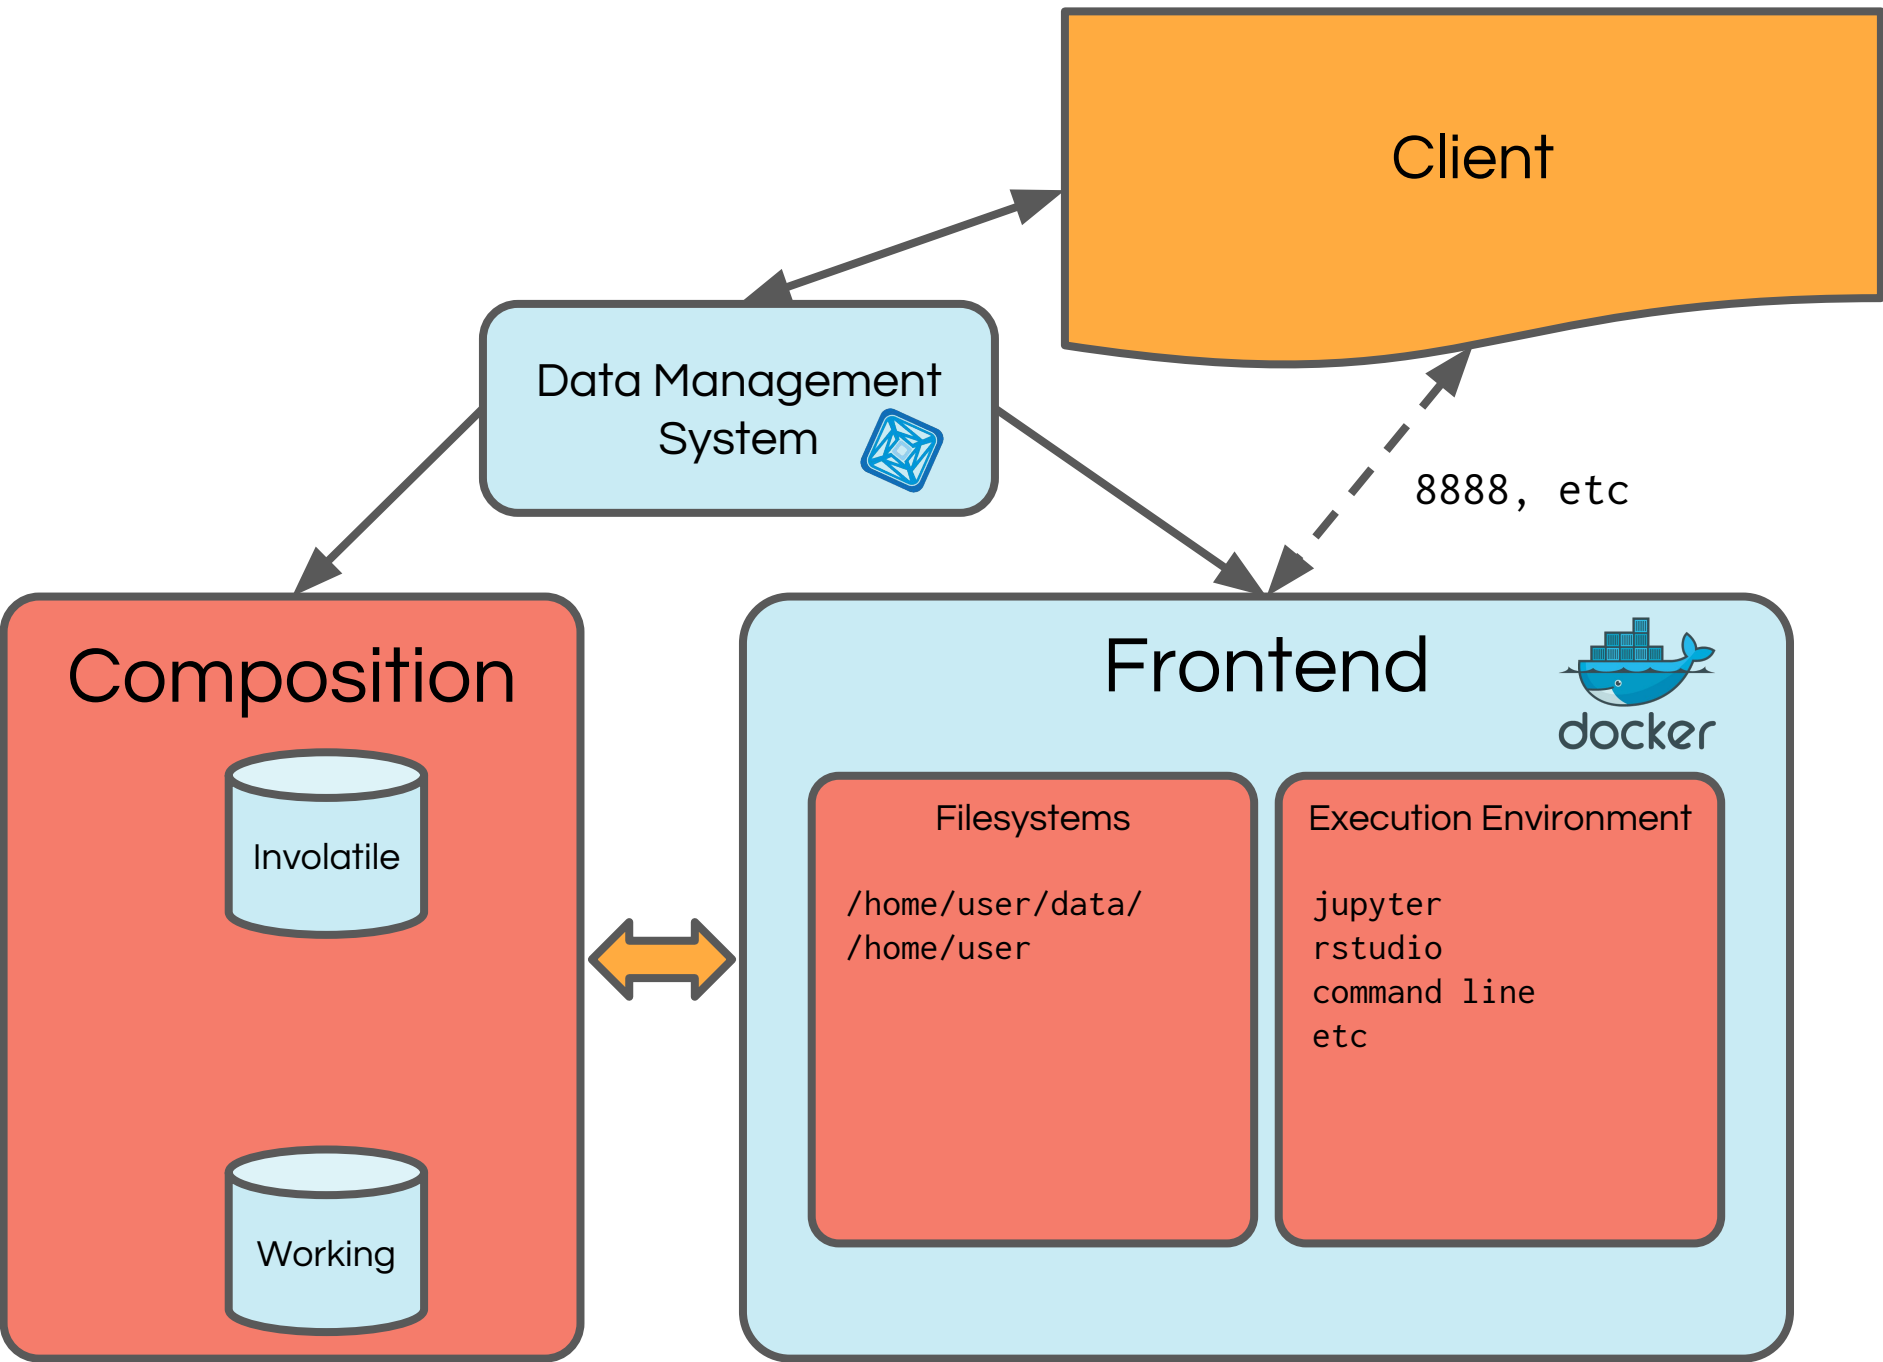 Client
Data Management
System
8888, etc
Composition
Involatile
Working
Frontend
docker
Filesystems
/home/user/data/
/home/user
Execution Environment
jupyter
rstudio
command line
etc